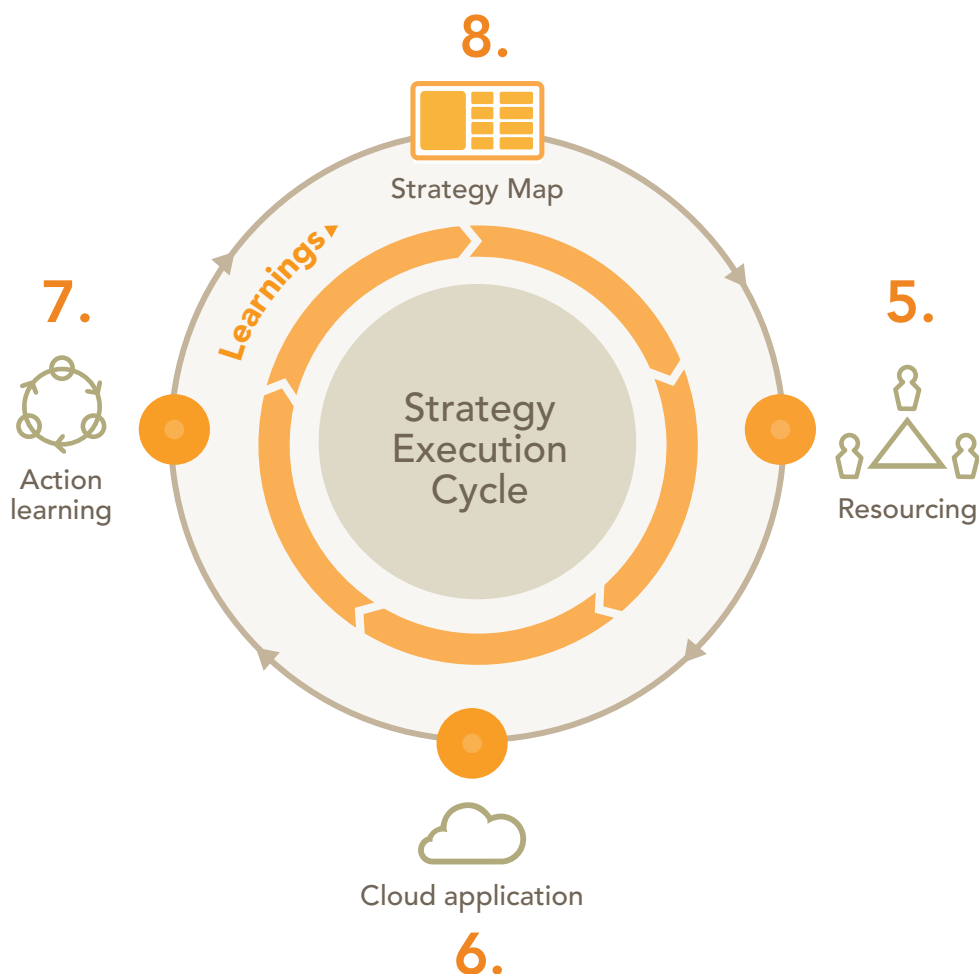 8.
Strategy Map
Learnings
7.
5.
Strategy
Execution
Cycle
Action
learning
Resourcing
Cloud application
6.